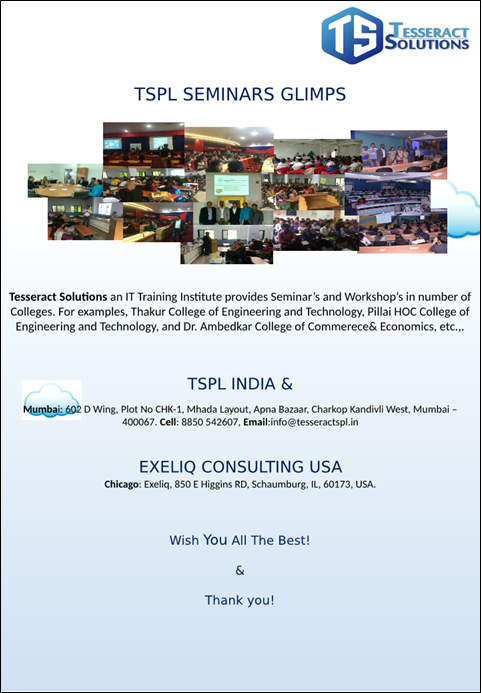 TESSERACT
TS SOLUTIONS
TSPL SEMINARS GLIMPS
Tesseract Solutions an IT Training Institute provides Seminar’s and Workshop’s in number of
Colleges. For examples, Thakur College of Engineering and Technology, Pillai HOC College of
Engineering and Technology, and Dr. Ambedkar College of Commerece& Economics, etc.,.
TSPL INDIA &
Mumbai: 602 D Wing, Plot No CHK-1, Mhada Layout, Apna Bazaar, Charkop Kandivli West, Mumbai –
400067. Cell: 8850 542607, Email:info@tesseractspl.in
EXELIQ CONSULTING USA
Chicago: Exeliq, 850 E Higgins RD, Schaumburg, IL, 60173, USA.
Wish You All The Best!
&
Thank you!